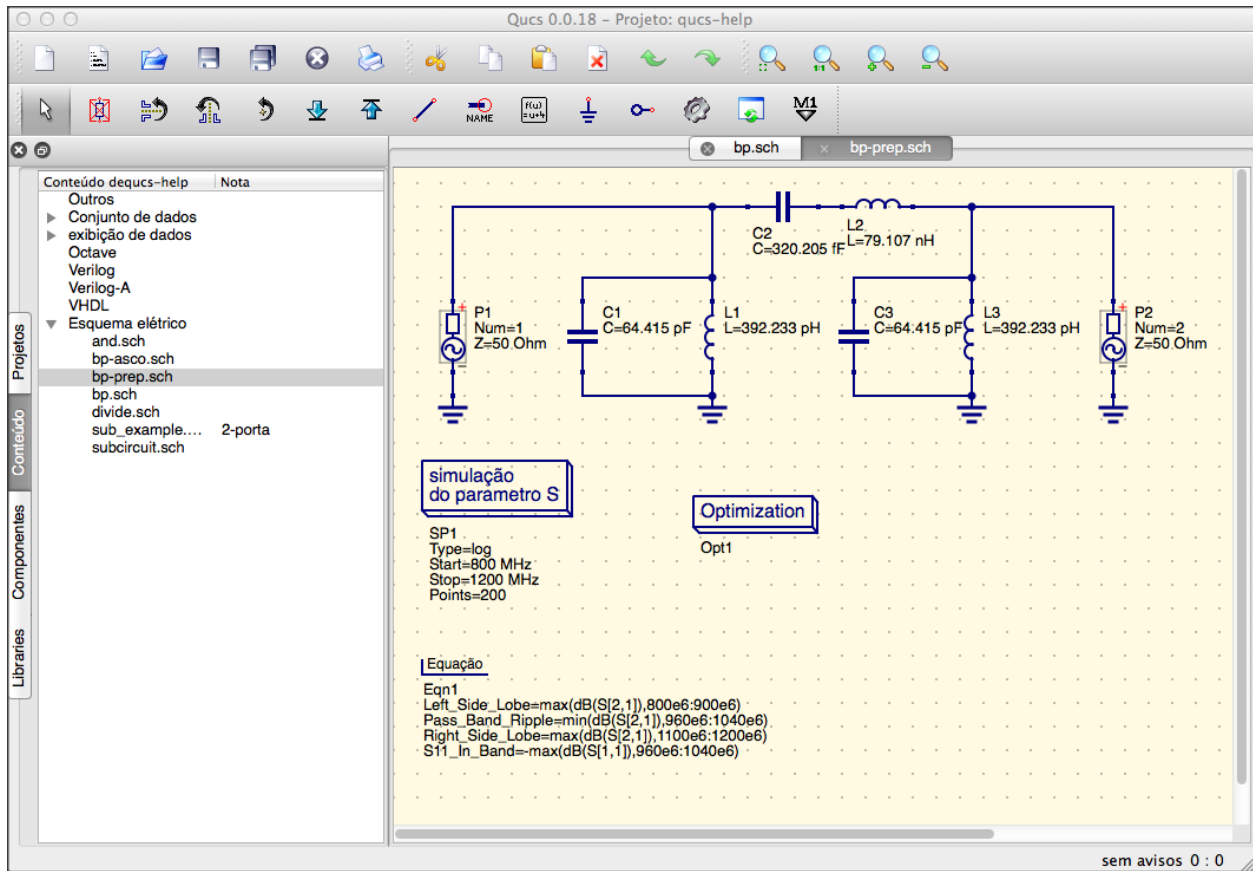 Qucs 0.0.18 - Projeto: qucs-help
NAME
f(u)
=u+4
M1
1:1
bp.sch
bp-prep.sch
Conteúdo dequcs-help Nota
Outros
Conjunto de dados
exibição de dados
Octave
Verilog
Verilog-A
VHDL
Esquema elétrico
and.sch
bp-asco.sch
bp-prep.sch
bp.sch
divide.sch
sub_example.... 2-porta
subcircuit.sch
Projetos
Conteúdo
Componentes
Libraries
C2
C=320.205 fF
L2
L=79.107 nH
P1
Num=1
Z=50 Ohm
C1
C=64.415 pF
L1
L=392.233 pH
C3
C=64.415 pF
L3
L=392.233 pH
P2
Num=2
Z=50 Ohm
simulação
do parametro S
SP1
Type=log
Start=800 MHz
Stop=1200 MHz
Points=200
Optimization
Opt1
Equação
Eqn1
Left_Side_Lobe=max(dB(S[2,1]),800e6:900e6)
Pass_Band_Ripple=min(dB(S[2,1]),960e6:1040e6)
Right_Side_Lobe=max(dB(S[2,1]),1100e6:1200e6)
S11_In_Band=-max(dB(S[1,1]),960e6:1040e6)
sem avisos 0 : 0